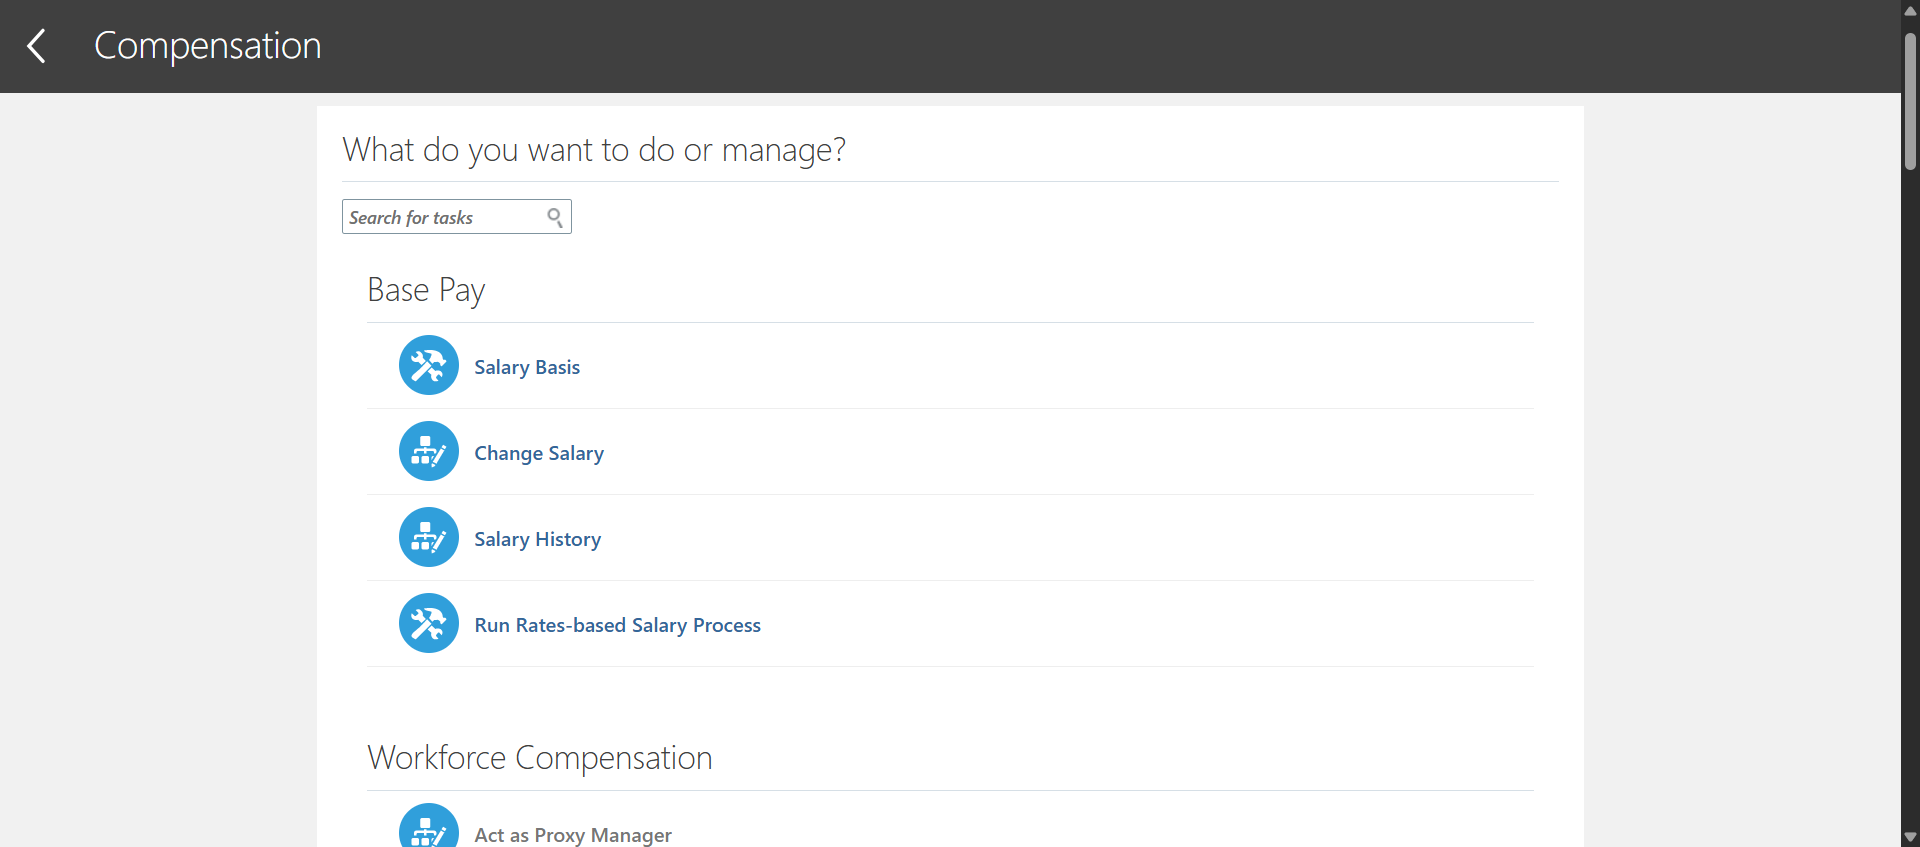 Compensation
What do you want to do or manage?
Search for tasks
Base Pay
Salary Basis
Change Salary
Salary History
Run Rates-based Salary Process
Workforce Compensation
Act as Proxy Manager